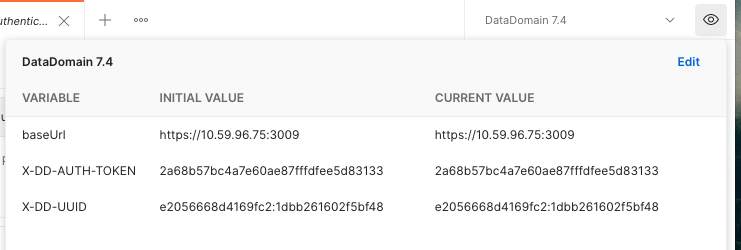 uthentic...
DataDomain 7.4
DataDomain 7.4 Edit
VARIABLE INITIAL VALUE CURRENT VALUE
baseUrl https://10.59.96.75:3009 https://10.59.96.75:3009
X-DD-AUTH-TOKEN 2a68b57bc4a7e60ae87fffdfee5d83133 2a68b57bc4a7e60ae87fffdfee5d83133
X-DD-UUID e2056668d4169fc2:1dbb261602f5bf48 e2056668d4169fc2:1dbb261602f5bf48